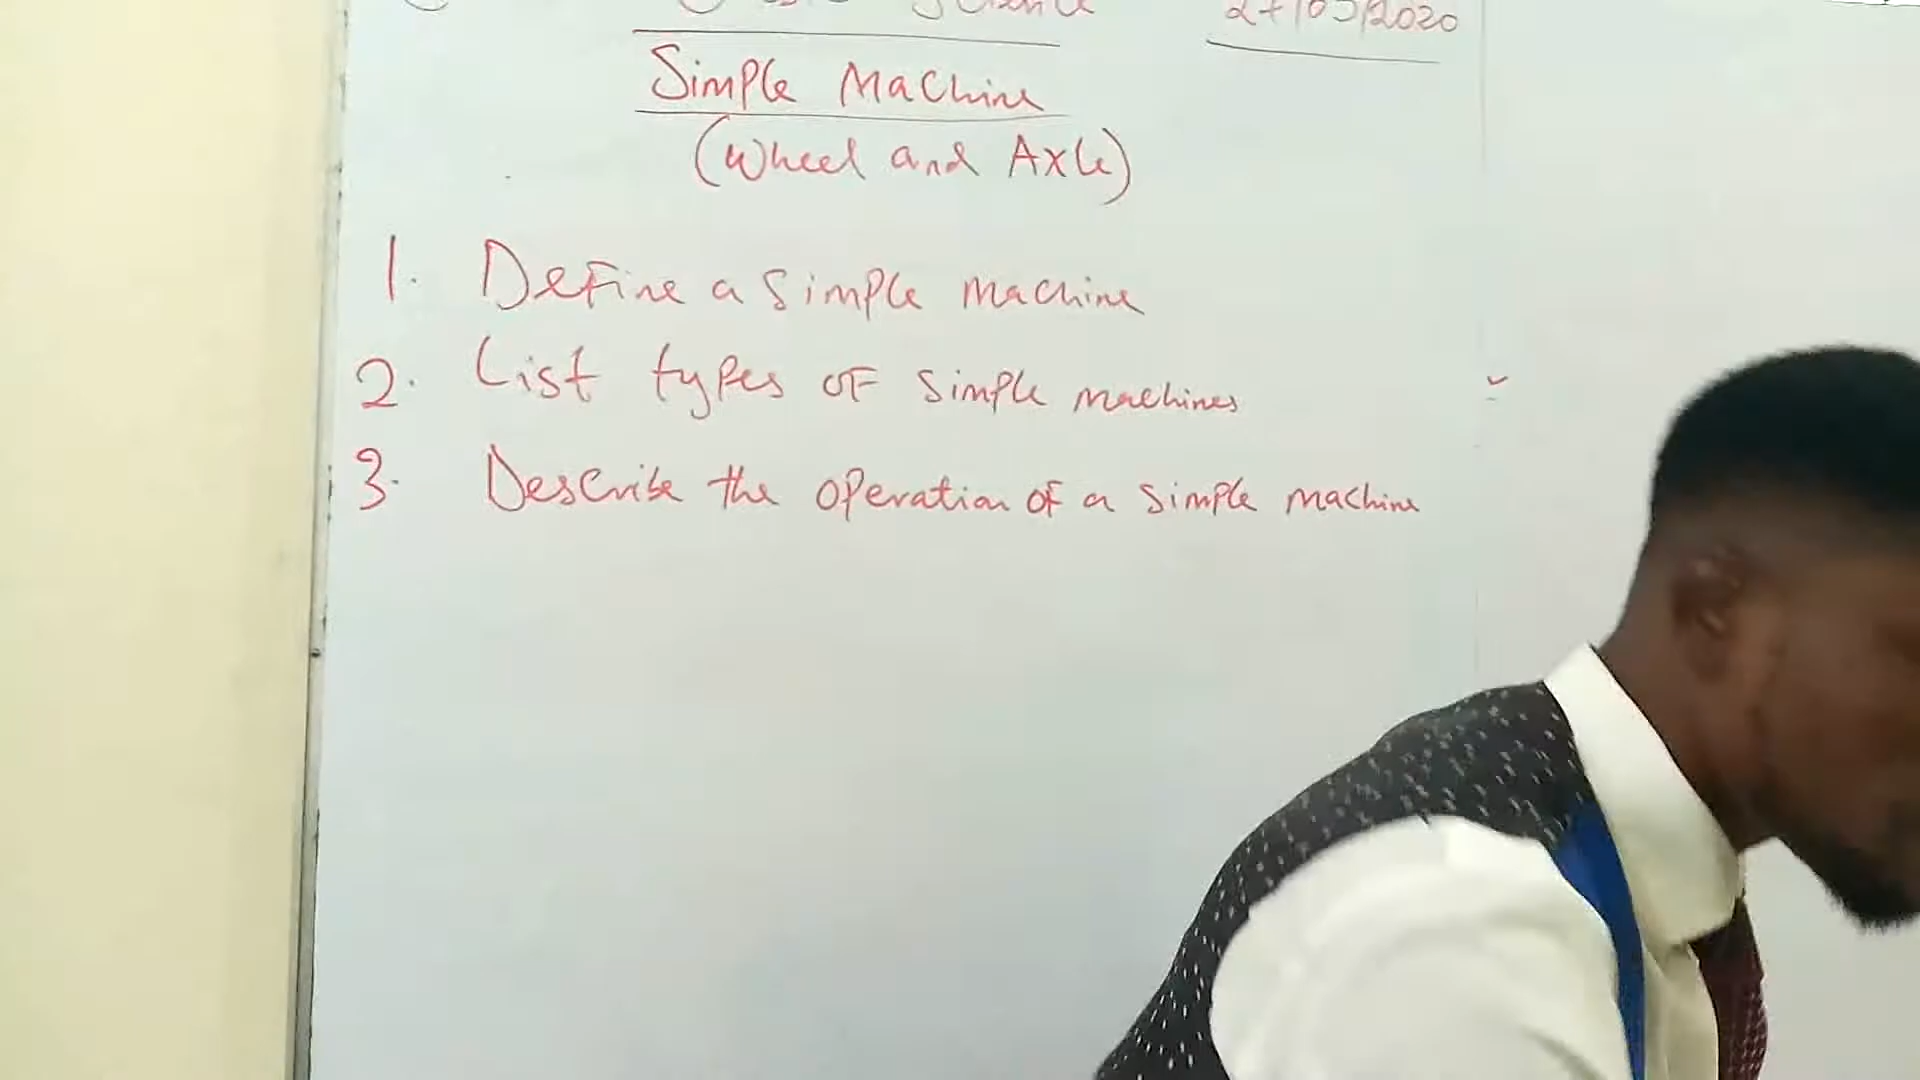 Science 27/05/2020
Simple Machine
(Wheel and Axle)
1. Define a simple machine
2. List types of simple machines
3. Describe the operation of a simple machine